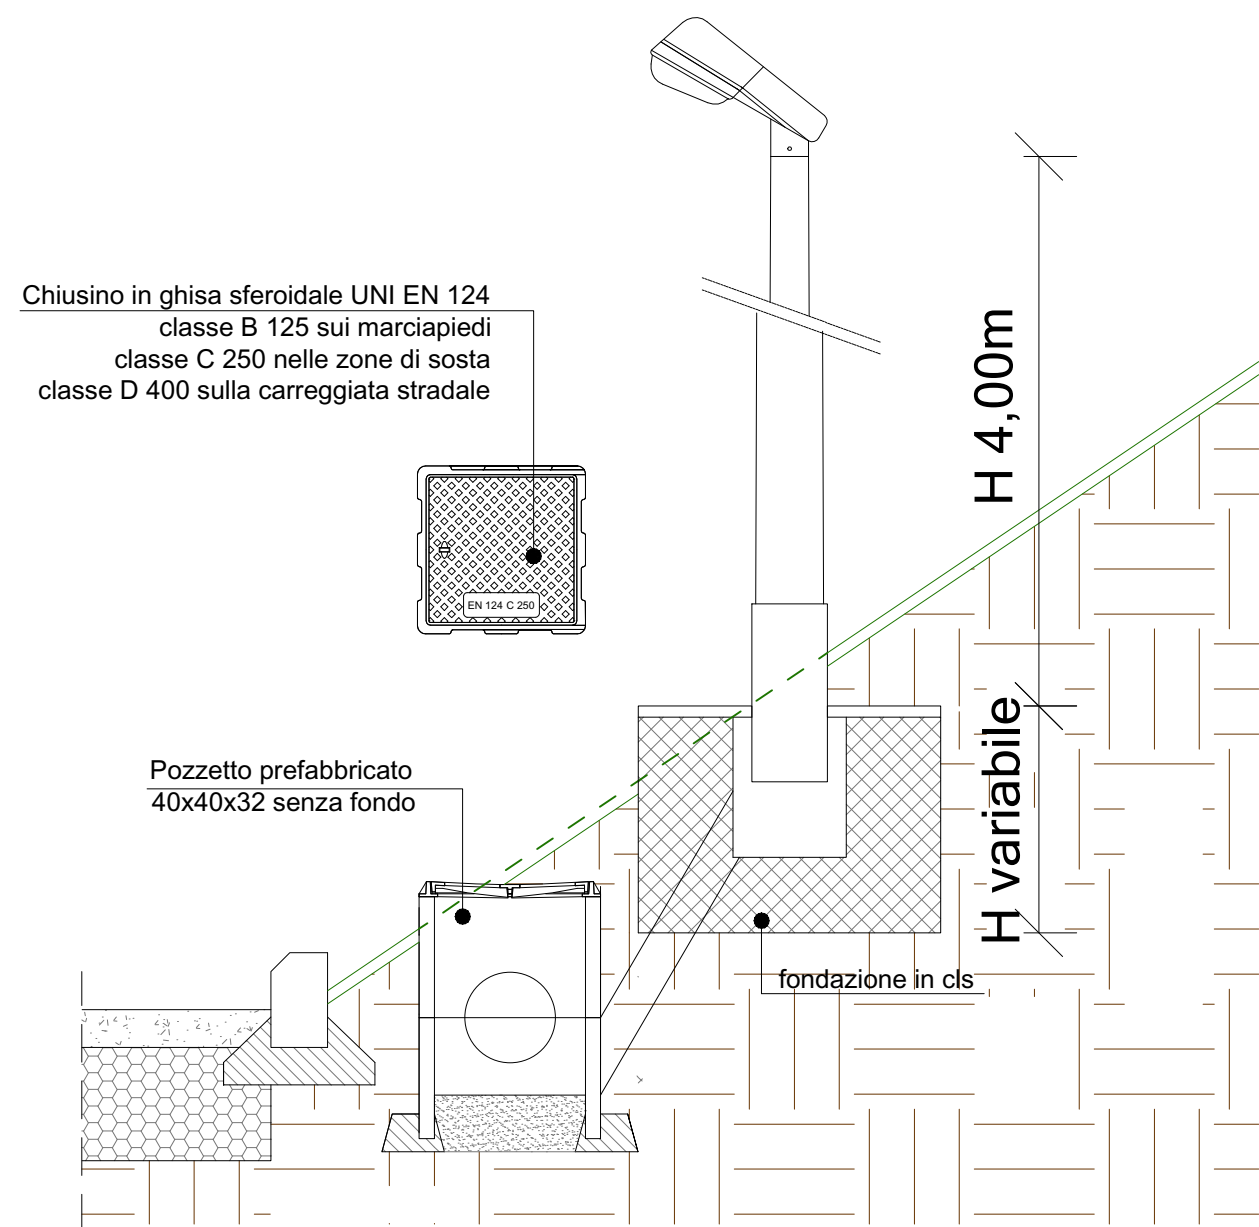 Chiusino in ghisa sferoidale UNI EN 124
classe B 125 sui marciapiedi
classe C 250 nelle zone di sosta
classe D 400 sulla carreggiata stradale
EN 124 C 250
H 4,00m
Pozzetto prefabbricato
40x40x32 senza fondo
H variabile
fondazione in cls